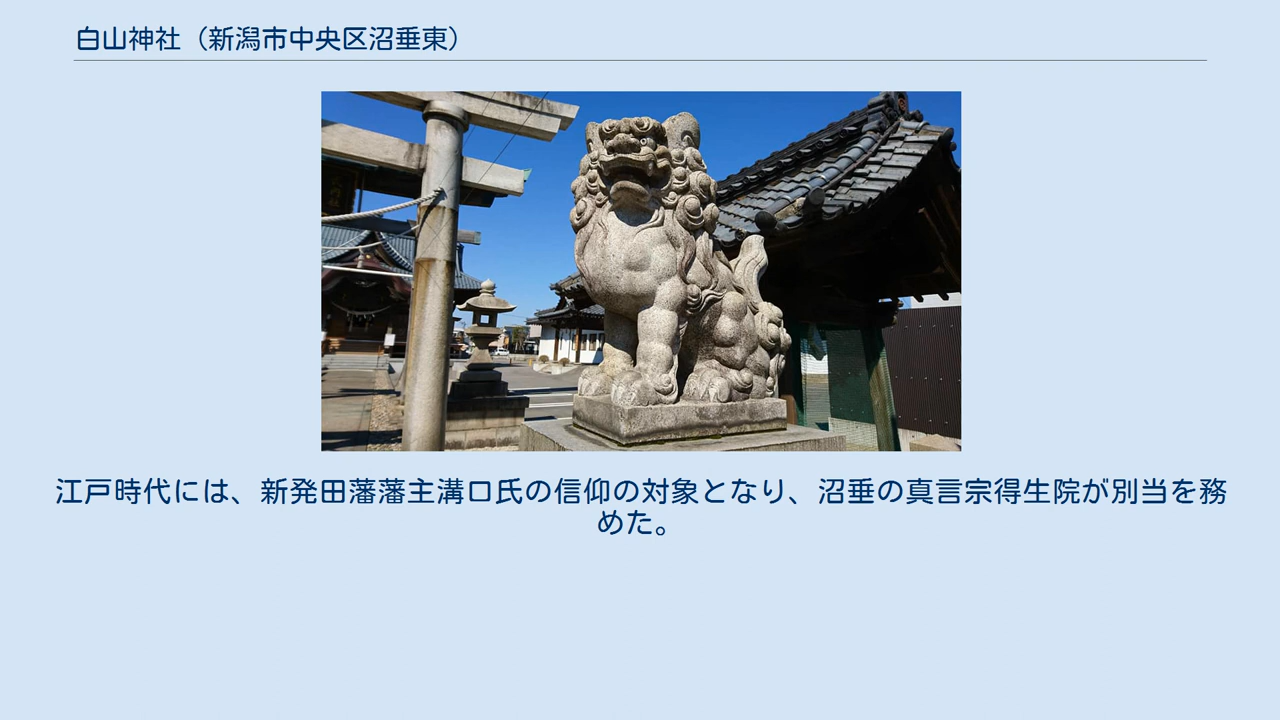 白山神社（新潟市中央区沼垂東）
江戸時代には、新発田藩藩主溝口氏の信仰の対象となり、沼垂の真言宗得生院が別当を務
めた。